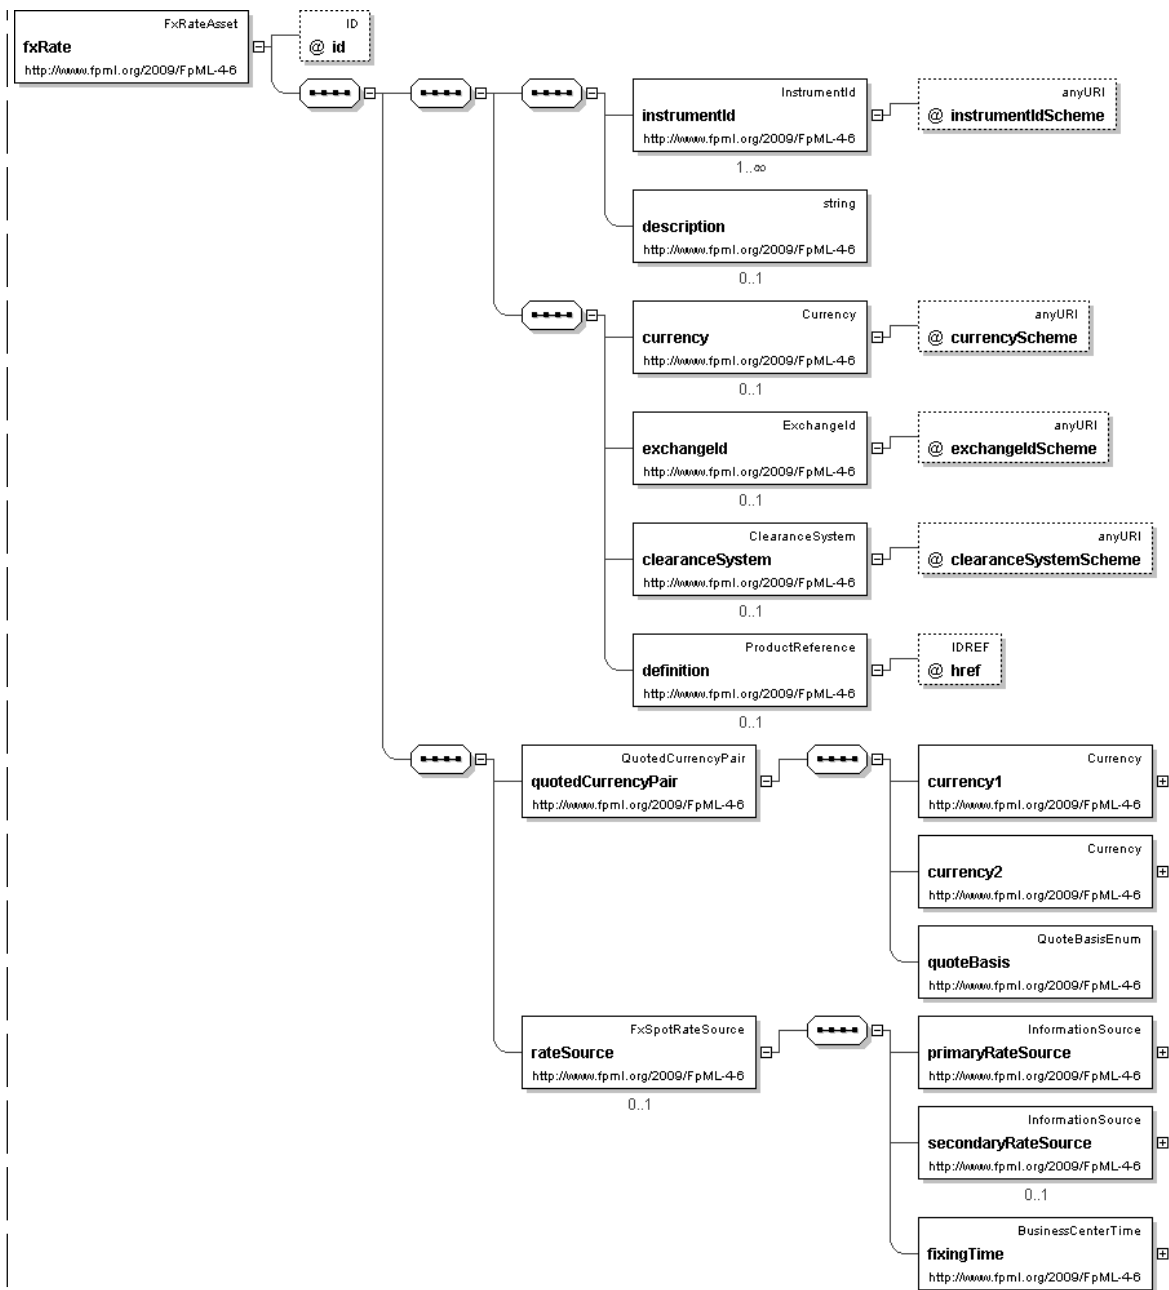 FxRateAsset
fxRate
http://www.fpml.org/2009/FpML-4-6
ID
@ id
InstrumentId
instrumentId
http://www.fpml.org/2009/FpML-4-6
1..∞
anyURI
@ instrumentIdScheme
string
description
http://www.fpml.org/2009/FpML-4-6
0..1
Currency
currency
http://www.fpml.org/2009/FpML-4-6
0..1
anyURI
@ currencyScheme
ExchangeId
exchangeId
http://www.fpml.org/2009/FpML-4-6
0..1
anyURI
@ exchangeIdScheme
ClearanceSystem
clearanceSystem
http://www.fpml.org/2009/FpML-4-6
0..1
anyURI
@ clearanceSystemScheme
ProductReference
definition
http://www.fpml.org/2009/FpML-4-6
0..1
IDREF
@ href
QuotedCurrencyPair
quotedCurrencyPair
http://www.fpml.org/2009/FpML-4-6
Currency
currency1
http://www.fpml.org/2009/FpML-4-6
Currency
currency2
http://www.fpml.org/2009/FpML-4-6
QuoteBasisEnum
quoteBasis
http://www.fpml.org/2009/FpML-4-6
FxSpotRateSource
rateSource
http://www.fpml.org/2009/FpML-4-6
0..1
InformationSource
primaryRateSource
http://www.fpml.org/2009/FpML-4-6
InformationSource
secondaryRateSource
http://www.fpml.org/2009/FpML-4-6
0..1
BusinessCenterTime
fixingTime
http://www.fpml.org/2009/FpML-4-6